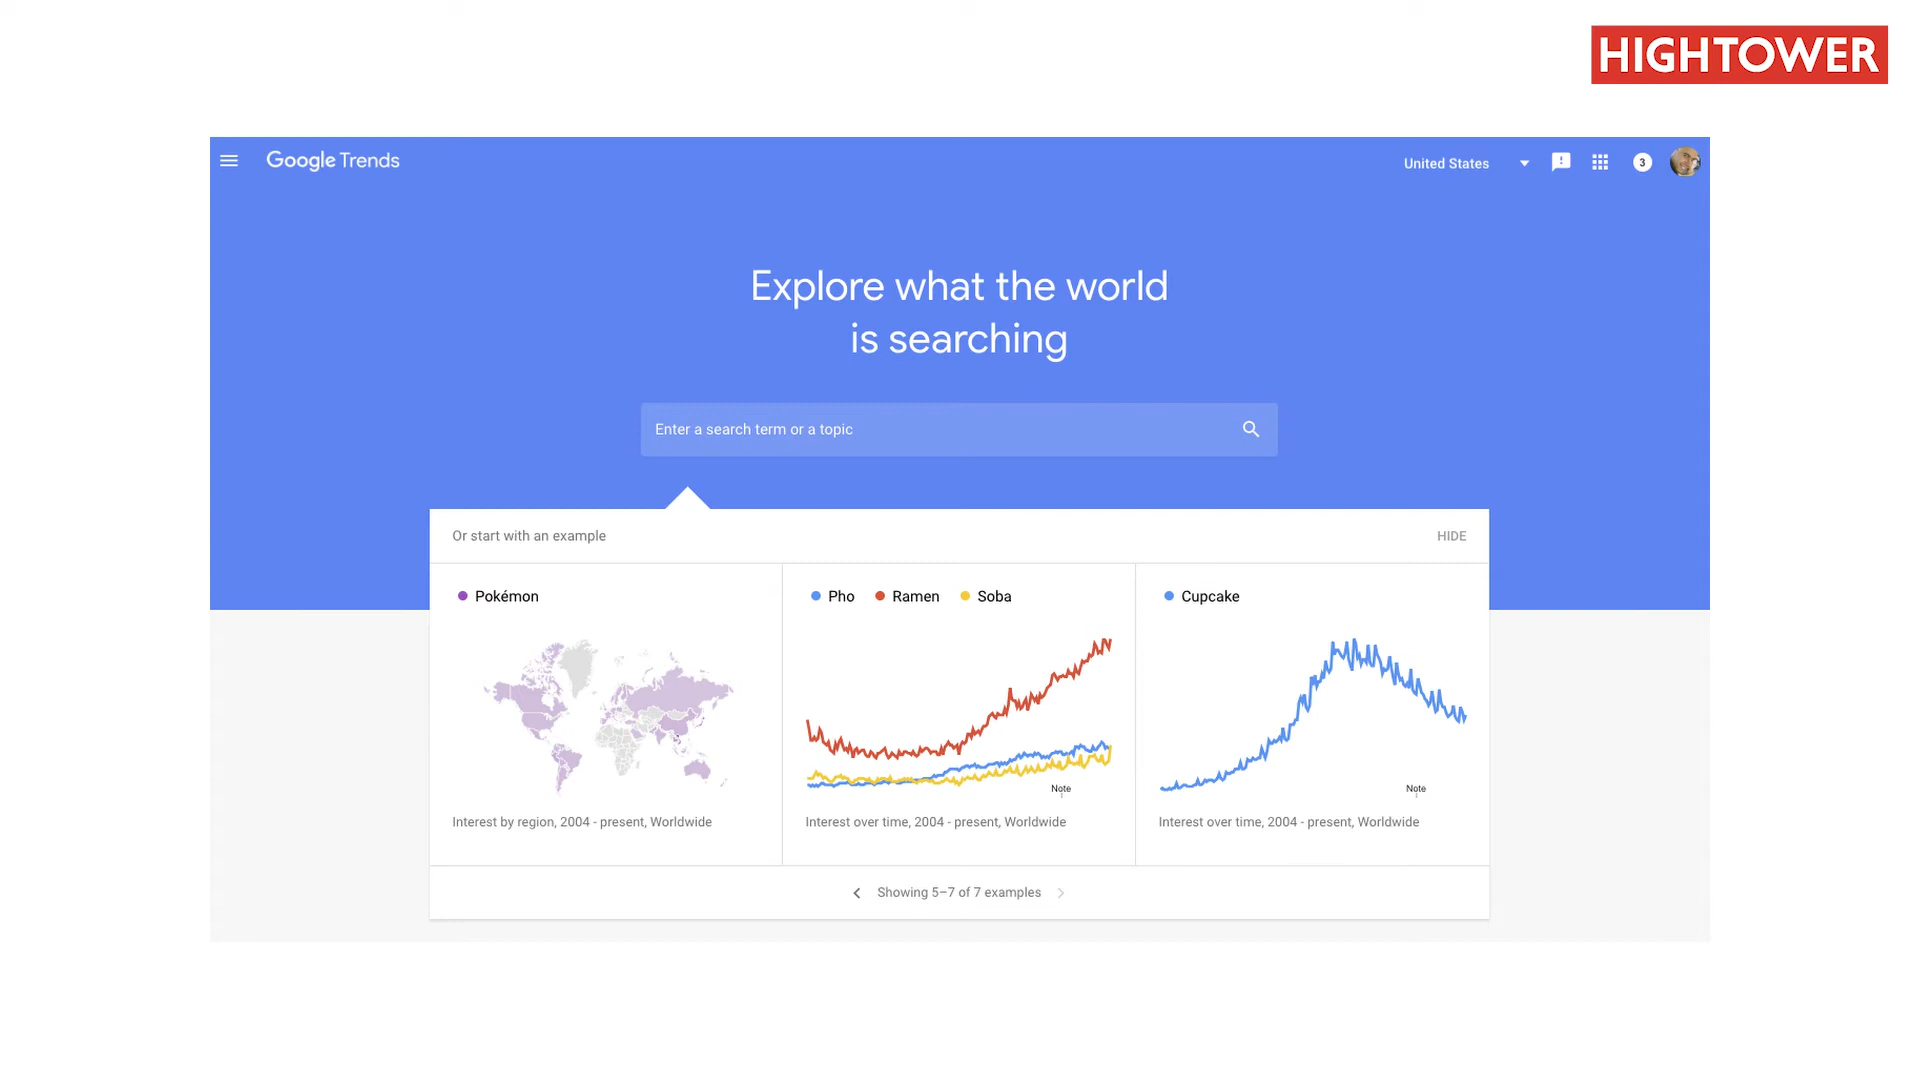 HIGHTOWER
Google Trends
United States
3
Explore what the world
is searching
Enter a search term or a topic
Or start with an example
HIDE
Pokémon
Pho Ramen Soba
Cupcake
Note
Note
Interest by region, 2004 - present, Worldwide
Interest over time, 2004 - present, Worldwide
Interest over time, 2004 - present, Worldwide
Showing 5–7 of 7 examples